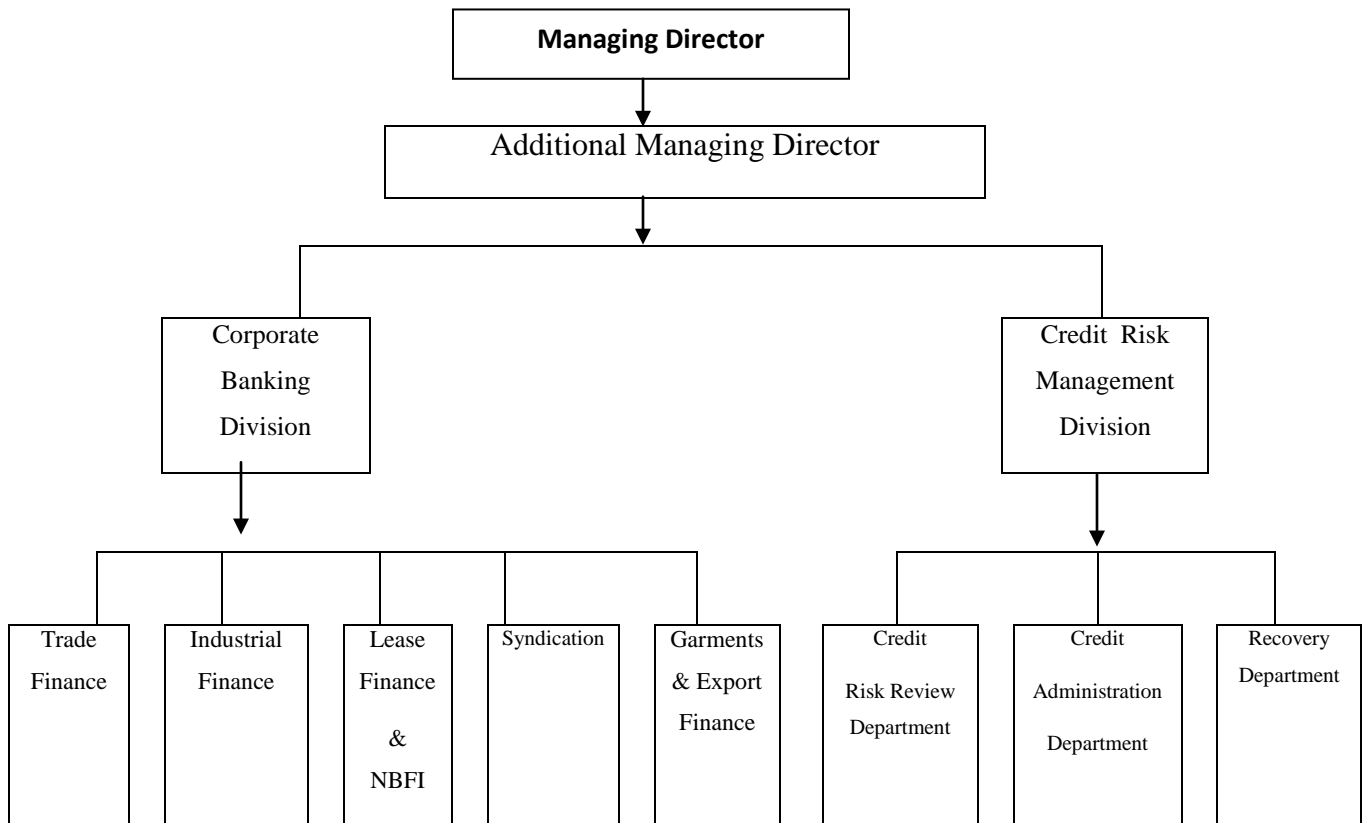 Managing Director
Additional Managing Director
Corporate
Banking
Division
Credit Risk
Management
Division
Trade
Finance
Industrial
Finance
Lease
Finance
&
NBFI
Syndication
Garments
& Export
Finance
Credit
Risk Review
Department
Credit
Administration
Department
Recovery
Department